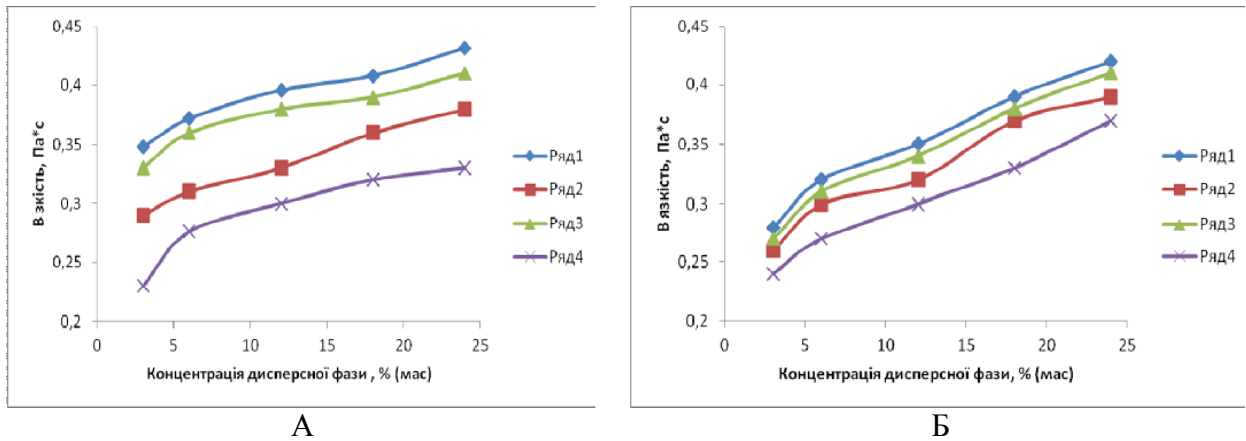 0,45
0,4
0,35
0,3
0,25
0,2
В зкість, Па*с
0 5 10 15 20 25
Концентрація дисперсної фази , % (мас)
Ряд1
Ряд2
Ряд3
Ряд4
А
0,45
0,4
0,35
0,3
0,25
0,2
В язкість, Па*с
0 5 10 15 20 25
Концентрація дисперсної фази, % (мас)
Ряд1
Ряд2
Ряд3
Ряд4
Б